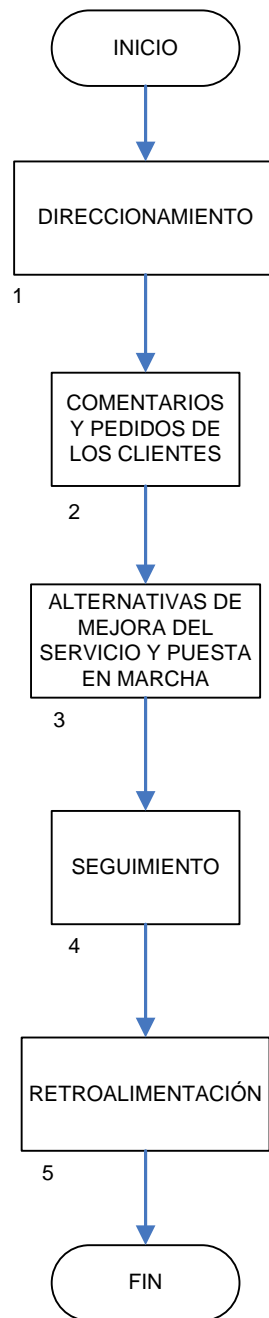 INICIO
DIRECCIONAMIENTO
1
COMENTARIOS
Y PEDIDOS DE
LOS CLIENTES
2
ALTERNATIVAS DE
MEJORA DEL
SERVICIO Y PUESTA
EN MARCHA
3
SEGUIMIENTO
4
RETROALIMENTACIÓN
5
FIN